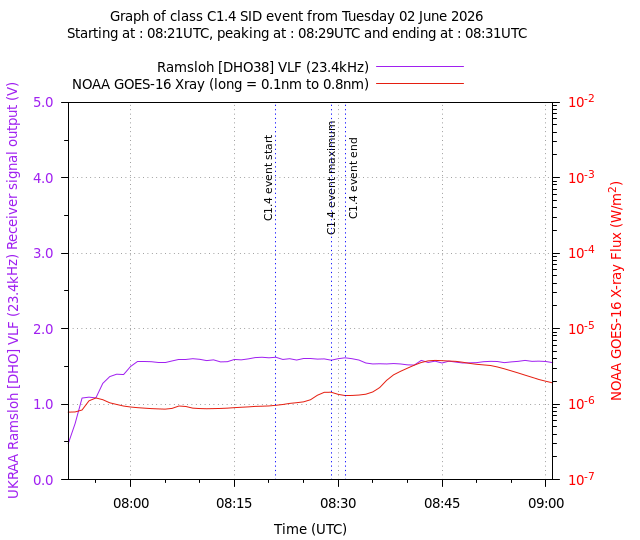 Graph of class C1.4 SID event from Tuesday 02 June 2026
Starting at : 08:21UTC, peaking at : 08:29UTC and ending at : 08:31UTC
Ramsloh [DHO38] VLF (23.4kHz)
NOAA GOES-16 Xray (long = 0.1nm to 0.8nm)
UKRAA Ramsloh [DHO] VLF (23.4kHz) Receiver signal output (V)
5.0
4.0
3.0
2.0
1.0
0.0
C1.4 event start
C1.4 event maximum
C1.4 event end
10-2
10-3
10-4
10-5
10-6
10-7
NOAA GOES-16 X-ray Flux (W/m2)
08:00
08:15
08:30
08:45
09:00
Time (UTC)